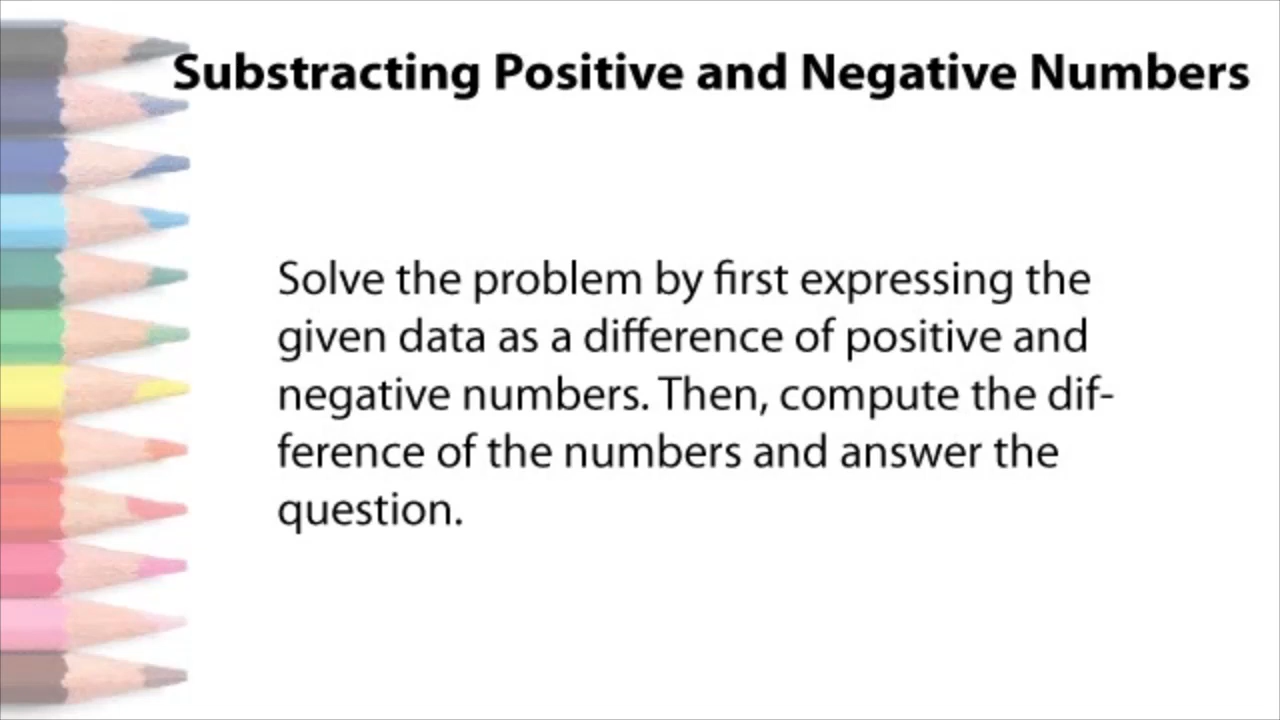 Substracting Positive and Negative Numbers
Solve the problem by first expressing the
given data as a difference of positive and
negative numbers. Then, compute the dif-
ference of the numbers and answer the
question.